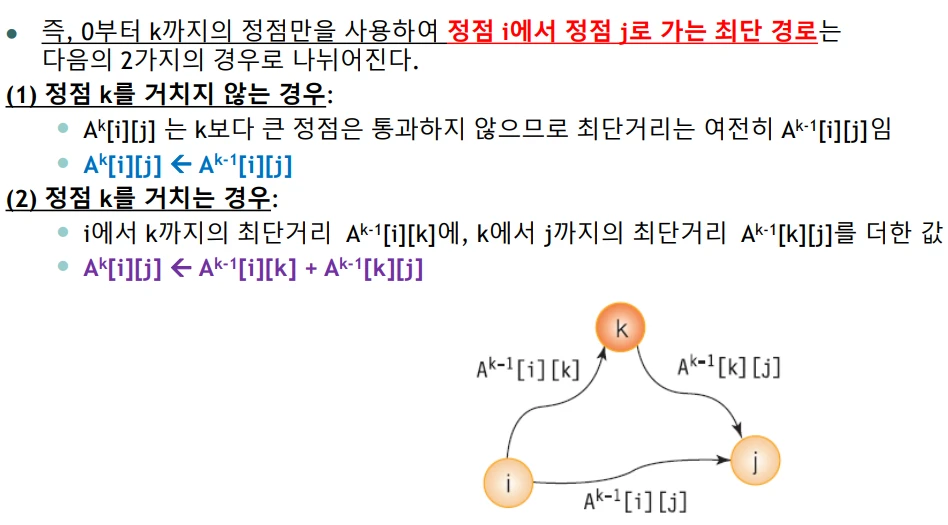 즉, 0부터 k까지의 정점만을 사용하여 정점 i에서 정점 j로 가는 최단 경로는
다음의 2가지의 경우로 나뉘어진다.
(1) 정점 k를 거치지 않는 경우:
Aᵏ[i][j] 는 k보다 큰 정점은 통과하지 않으므로 최단거리는 여전히 Aᵏ⁻¹[i][j]임
Aᵏ[i][j] ← Aᵏ⁻¹[i][j]
(2) 정점 k를 거치는 경우:
i에서 k까지의 최단거리 Aᵏ⁻¹[i][k]에, k에서 j까지의 최단거리 Aᵏ⁻¹[k][j]를 더한 값
Aᵏ[i][j] ← Aᵏ⁻¹[i][k] + Aᵏ⁻¹[k][j]
k
Aᵏ⁻¹[i][k]
Aᵏ⁻¹[k][j]
i
j
Aᵏ⁻¹[i][j]